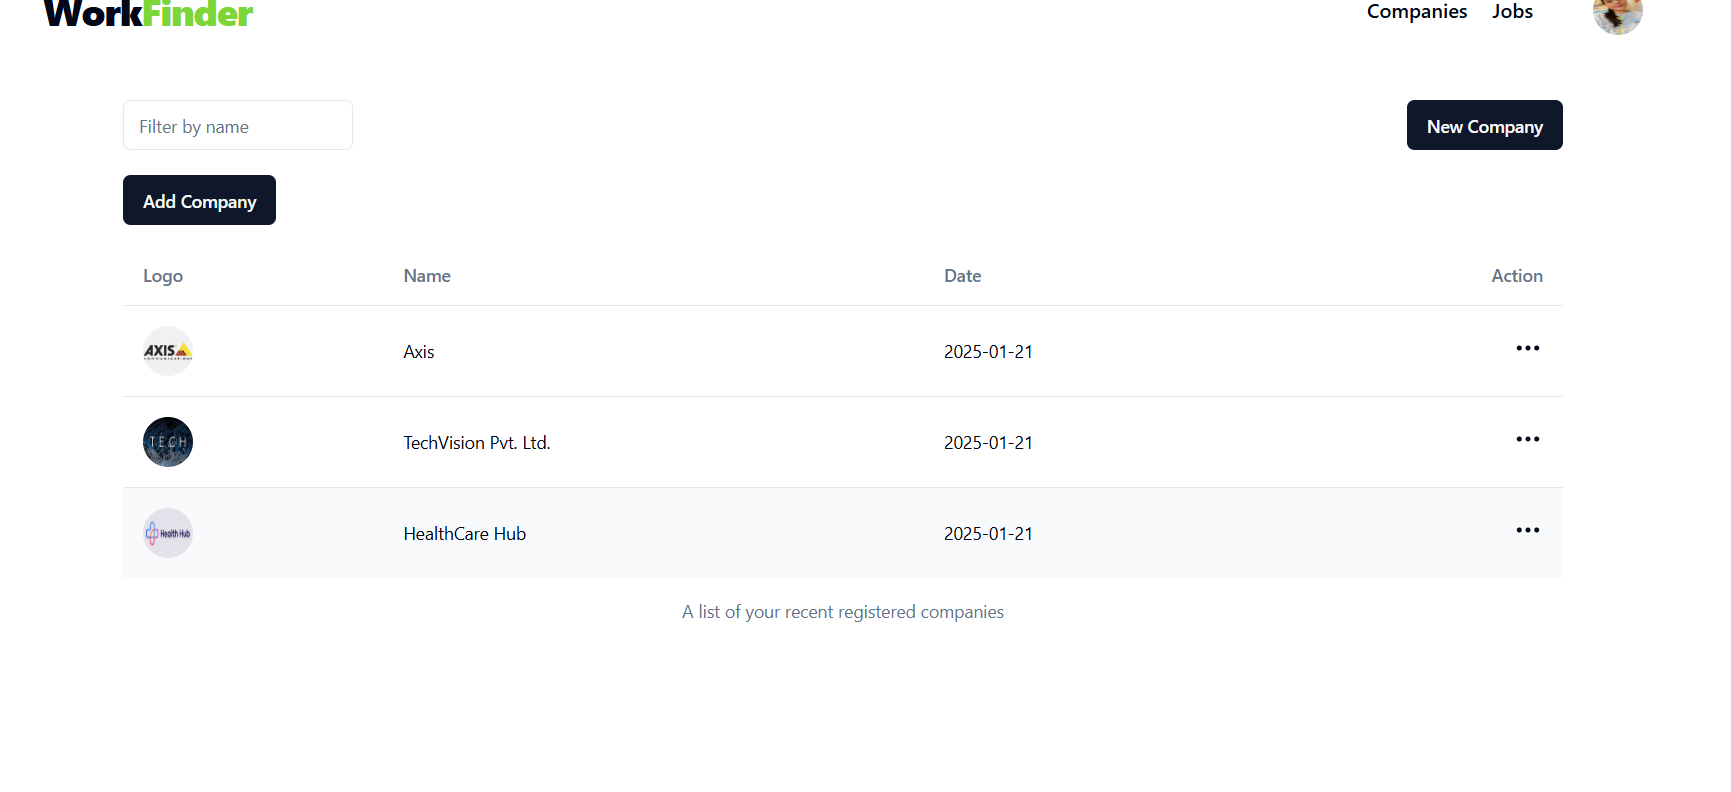 WorkFinder
Companies Jobs
Filter by name
New Company
Add Company
Logo Name Date Action
AXIS
COMMUNICATIONS
Axis 2025-01-21
TECH
TechVision Pvt. Ltd. 2025-01-21
Health Hub
HealthCare Hub 2025-01-21
A list of your recent registered companies